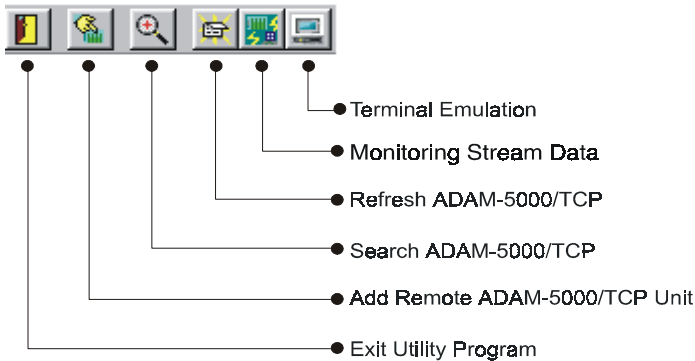 Terminal Emulation
Monitoring Stream Data
Refresh ADAM-5000/TCP
Search ADAM-5000/TCP
Add Remote ADAM-5000/TCP Unit
Exit Utility Program